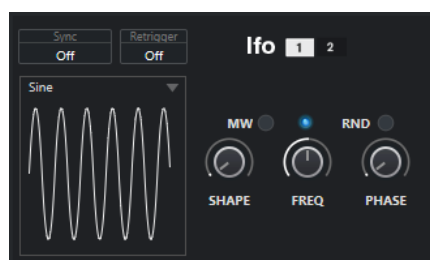 Sync
Off
Retrigger
Off
lfo 1 2
Sine
MW
RND
SHAPE
FREQ
PHASE